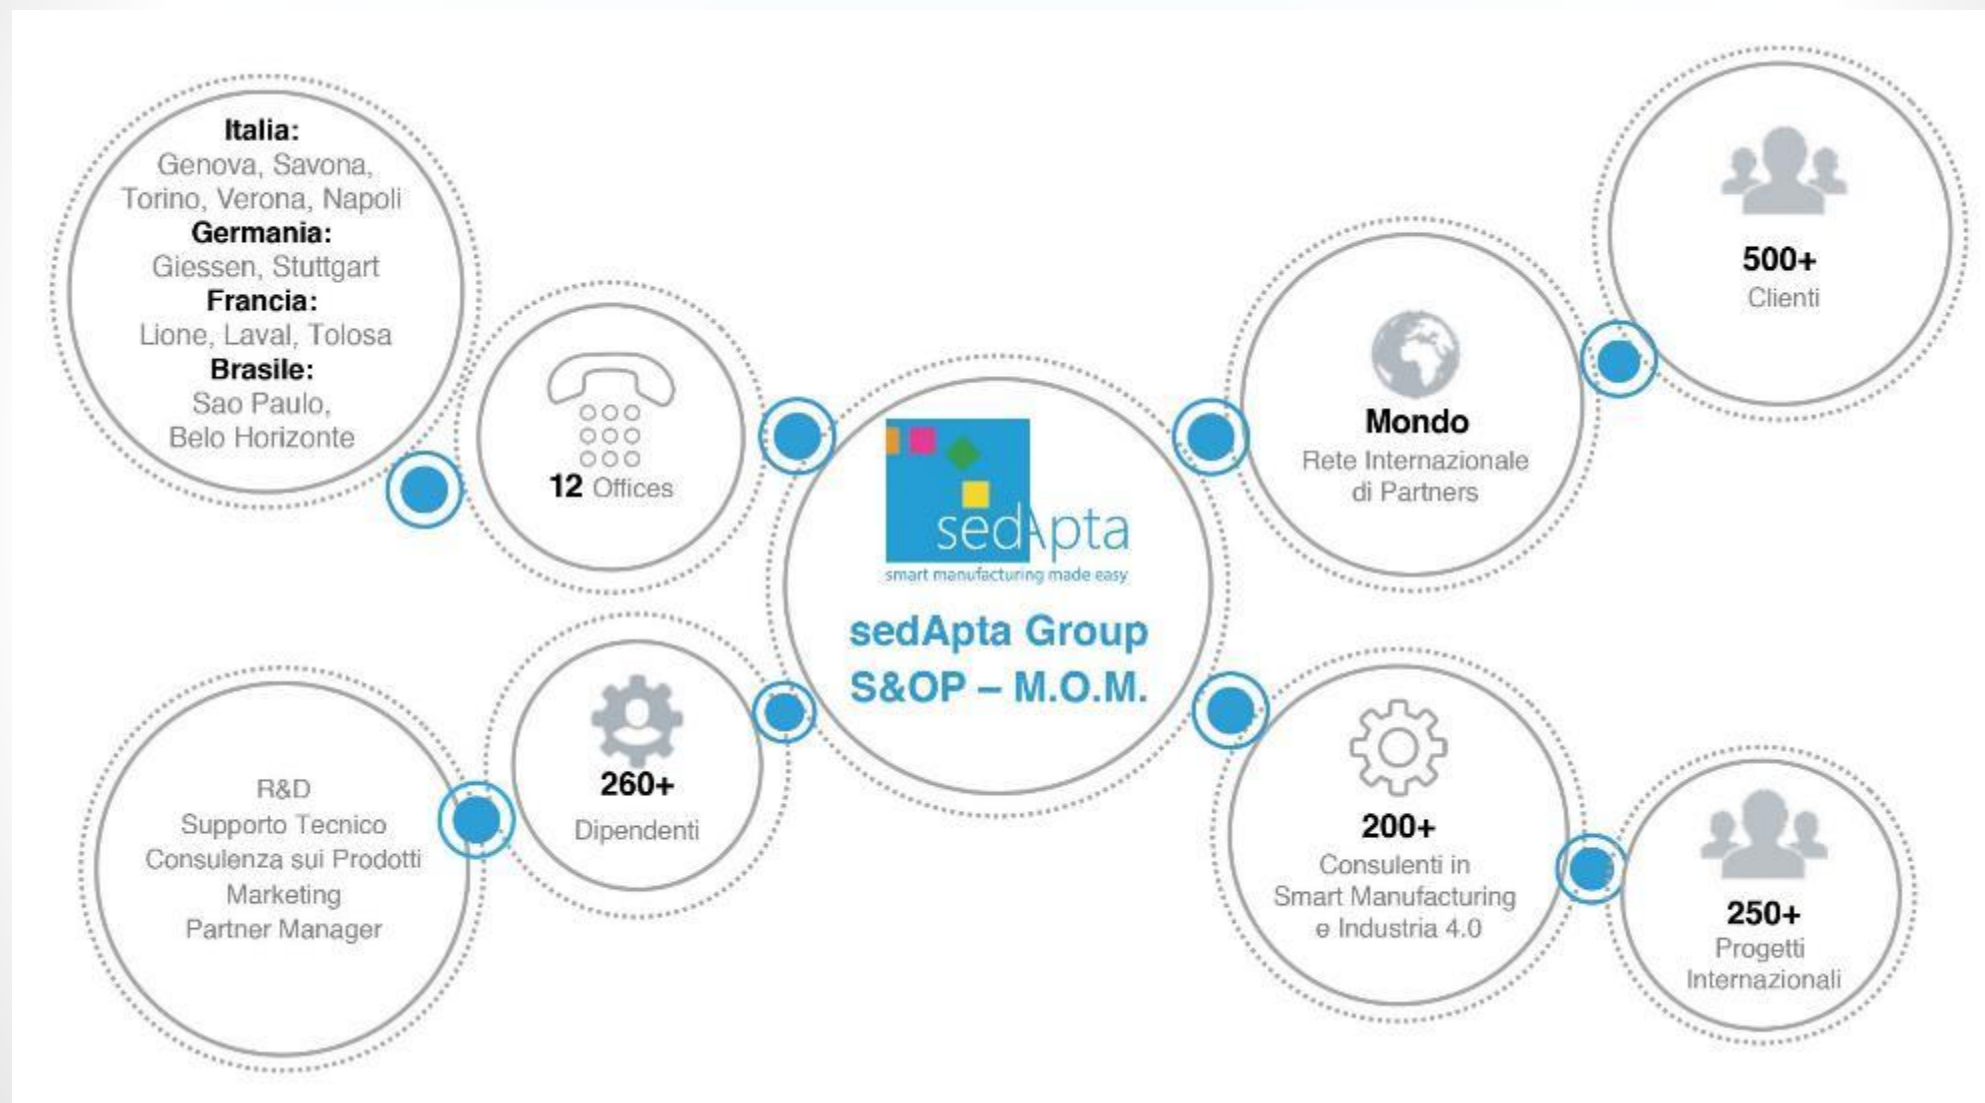 Italia:
Genova, Savona,
Torino, Verona, Napoli
Germania:
Giessen, Stuttgart
Francia:
Lione, Laval, Tolosa
Brasile:
Sao Paulo,
Belo Horizonte
12 Offices
sedApta
smart manufacturing made easy
sedApta Group
S&OP – M.O.M.
Mondo
Rete Internazionale
di Partners
500+
Clienti
R&D
Supporto Tecnico
Consulenza sui Prodotti
Marketing
Partner Manager
260+
Dipendenti
200+
Consulenti in
Smart Manufacturing
e Industria 4.0
250+
Progetti
Internazionali